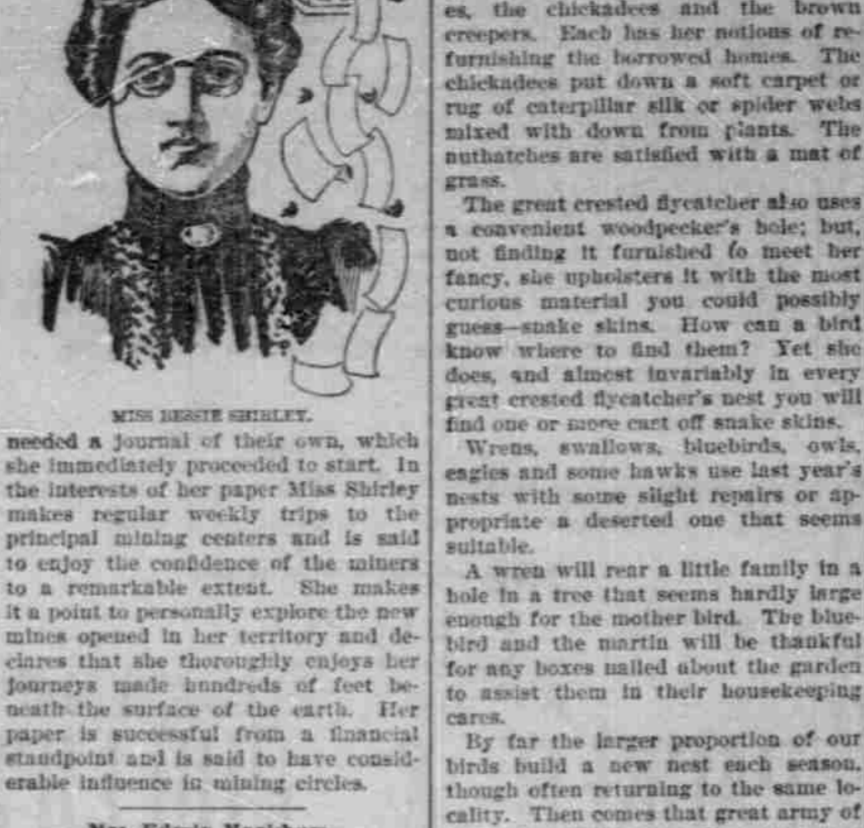 MISS BESSIE SHIRLEY.
needed a journal of their own, which
she immediately proceeded to start. In
the interests of her paper Miss Shirley
makes regular weekly trips to the
principal mining centers and is said
to enjoy the confidence of the miners
to a remarkable extent. She makes
it a point to personally explore the new
mines opened in her territory and de-
clares that she thoroughly enjoys her
journeys made hundreds of feet be-
neath the surface of the earth. Her
paper is successful from a financial
standpoint and is said to have consid-
erable influence in mining circles.
es, the chickadees and the brown
creepers. Each has her notions of re-
furnishing the borrowed homes. The
chickadees put down a soft carpet or
rug of caterpillar silk or spider webs
mixed with down from plants. The
nuthatches are satisfied with a mat of
grass.
The great crested flycatcher also uses
a convenient woodpecker's hole; but,
not finding it furnished to meet her
fancy, she upholsters it with the most
curious material you could possibly
guess—snake skins. How can a bird
know where to find them? Yet she
does, and almost invariably in every
great crested flycatcher's nest you will
find one or more cast off snake skins.
Wrens, swallows, bluebirds, owls,
eagles and some hawks use last year's
nests with some slight repairs or ap-
propriate a deserted one that seems
suitable.
A wren will rear a little family in a
hole in a tree that seems hardly large
enough for the mother bird. The blue-
bird and the martin will be thankful
for any boxes nailed about the garden
to assist them in their housekeeping
cares.
By far the larger proportion of our
birds build a new nest each season,
though often returning to the same lo-
cality. Then comes that great army of